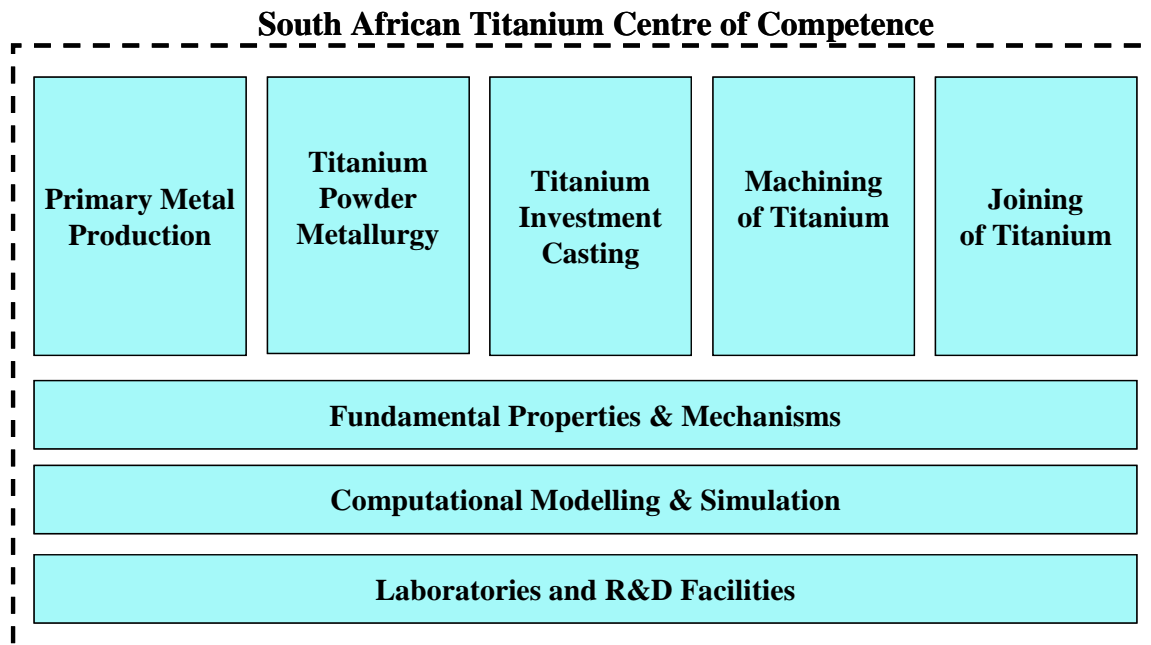 South African Titanium Centre of Competence
Primary Metal
Production
Titanium
Powder
Metallurgy
Titanium
Investment
Casting
Machining
of Titanium
Joining
of Titanium
Fundamental Properties & Mechanisms
Computational Modelling & Simulation
Laboratories and R&D Facilities